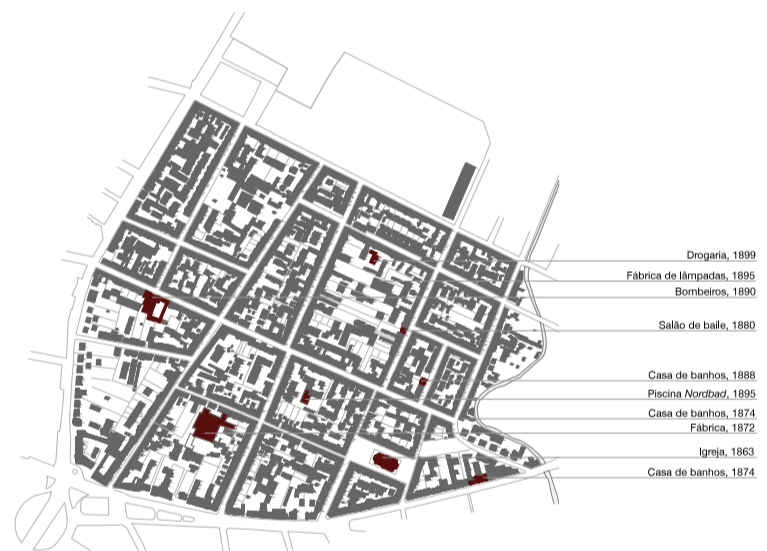 Drogaria, 1899
Fábrica de lâmpadas, 1895
Bombeiros, 1890
Salão de baile, 1880
Casa de banhos, 1888
Piscina Nordbad, 1895
Casa de banhos, 1874
Fábrica, 1872
Igreja, 1863
Casa de banhos, 1874